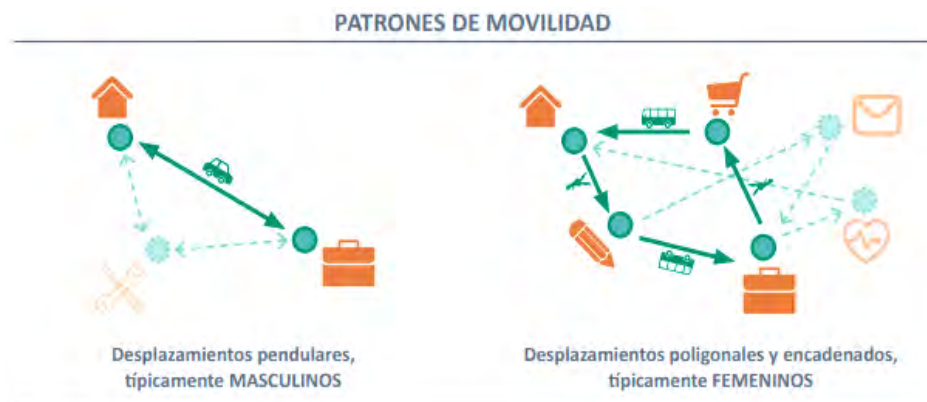 PATRONES DE MOVILIDAD
Desplazamientos pendulares,
típicamente MASCULINOS
Desplazamientos poligonales y encadenados,
típicamente FEMENINOS